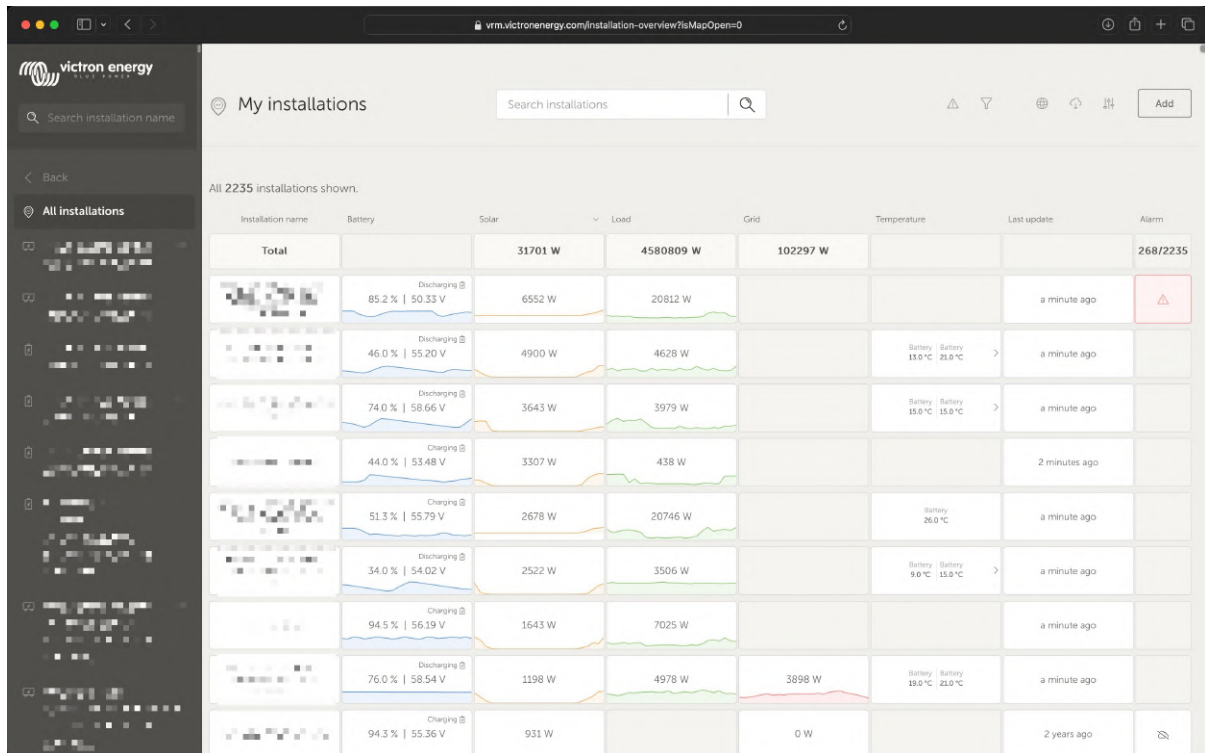 vrm.victronenergy.com/installation-overview?isMapOpen=0
victron energy
BLUE POWER
Search installation name
Back
All installations
My installations
Search installations
Add
All 2235 installations shown.
Installation name Battery Solar Load Grid Temperature Last update Alarm
Total 31701 W 4580809 W 102297 W 268/2235
Discharging
85.2 % | 50.33 V 6552 W 20812 W a minute ago
Discharging
46.0 % | 55.20 V 4900 W 4628 W Battery 13.0 °C Battery 21.0 °C a minute ago
Discharging
74.0 % | 58.66 V 3643 W 3979 W Battery 15.0 °C Battery 15.0 °C a minute ago
Charging
44.0 % | 53.48 V 3307 W 438 W 2 minutes ago
Charging
51.3 % | 55.79 V 2678 W 20746 W Battery 26.0 °C a minute ago
Discharging
34.0 % | 54.02 V 2522 W 3506 W Battery 9.0 °C Battery 15.0 °C a minute ago
Charging
94.5 % | 56.19 V 1643 W 7025 W a minute ago
Discharging
76.0 % | 58.54 V 1198 W 4978 W 3898 W Battery 19.0 °C Battery 21.0 °C a minute ago
Charging
94.3 % | 55.36 V 931 W 0 W 2 years ago